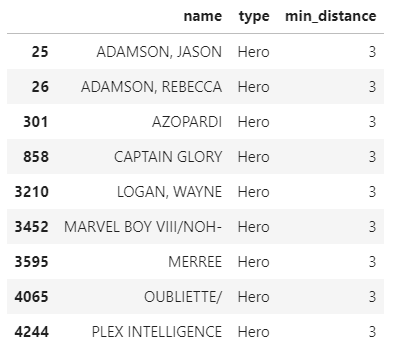 name type min_distance
25 ADAMSON, JASON Hero 3
26 ADAMSON, REBECCA Hero 3
301 AZOPARDI Hero 3
858 CAPTAIN GLORY Hero 3
3210 LOGAN, WAYNE Hero 3
3452 MARVEL BOY VIII/NOH- Hero 3
3595 MERREE Hero 3
4065 OUBLIETTE/ Hero 3
4244 PLEX INTELLIGENCE Hero 3